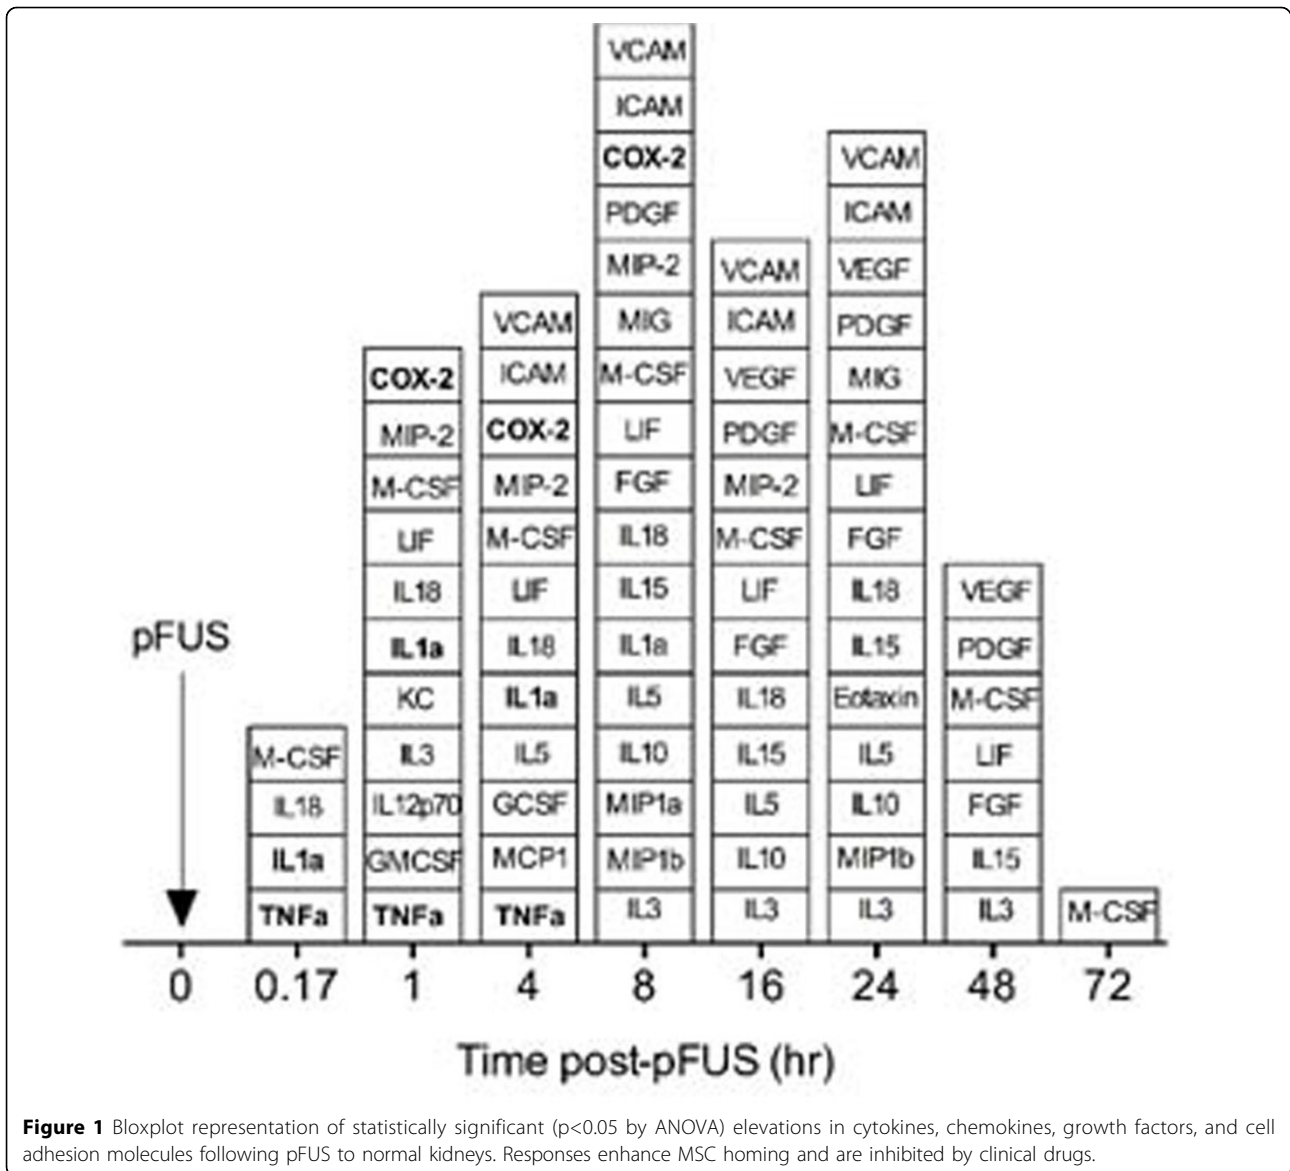 pFUS
M-CSF
IL18
IL1a
TNFa
COX-2
MIP-2
M-CSF
LIF
IL18
IL1a
KC
IL3
IL12p70
GMCSF
TNFa
VCAM
ICAM
COX-2
MIP-2
M-CSF
LIF
IL18
IL1a
IL5
GCSF
MCP1
TNFa
VCAM
ICAM
COX-2
PDGF
MIP-2
MIG
M-CSF
LIF
FGF
IL18
IL15
IL1a
IL5
IL10
MIP1a
MIP1b
IL3
VCAM
ICAM
VEGF
PDGF
MIP-2
M-CSF
LIF
FGF
IL18
IL15
IL5
IL10
IL3
VCAM
ICAM
VEGF
PDGF
MIG
M-CSF
LIF
FGF
IL18
IL15
Eotaxin
IL5
IL10
MIP1b
IL3
VEGF
PDGF
M-CSF
LIF
FGF
IL15
IL3
M-CSF
0 0.17 1 4 8 16 24 48 72
Time post-pFUS (hr)
Figure 1 Bloxplot representation of statistically significant (p<0.05 by ANOVA) elevations in cytokines, chemokines, growth factors, and cell
adhesion molecules following pFUS to normal kidneys. Responses enhance MSC homing and are inhibited by clinical drugs.